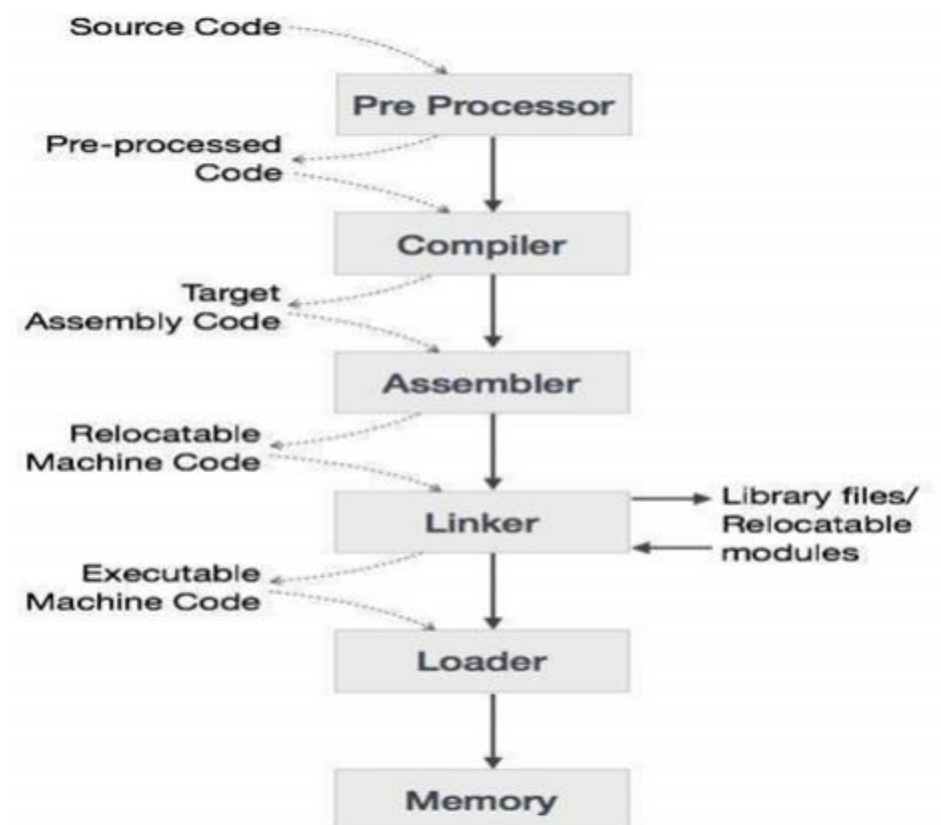 Source Code
Pre Processor
Pre-processed
Code
Compiler
Target
Assembly Code
Assembler
Relocatable
Machine Code
Linker
Library files/
Relocatable
modules
Executable
Machine Code
Loader
Memory